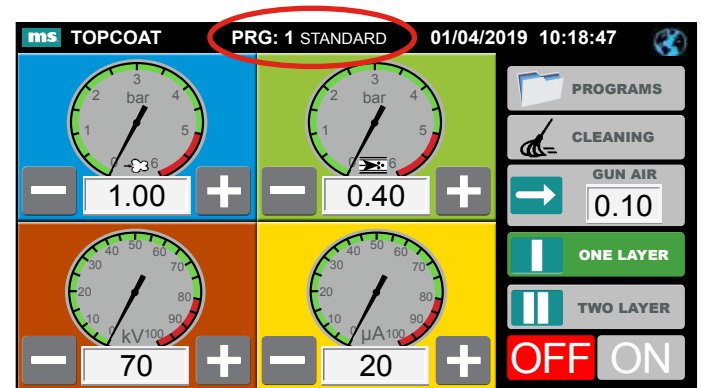 ms TOPCOAT PRG: 1 STANDARD 01/04/2019 10:18:47
0 1 2 3 4 5 6
bar
1.00
0 1 2 3 4 5 6
bar
0.40
PROGRAMS
CLEANING
GUN AIR
0.10
0 10 20 30 40 50 60 70 80 90 100
kV
70
0 10 20 30 40 50 60 70 80 90 100
µA
20
ONE LAYER
TWO LAYER
OFF ON